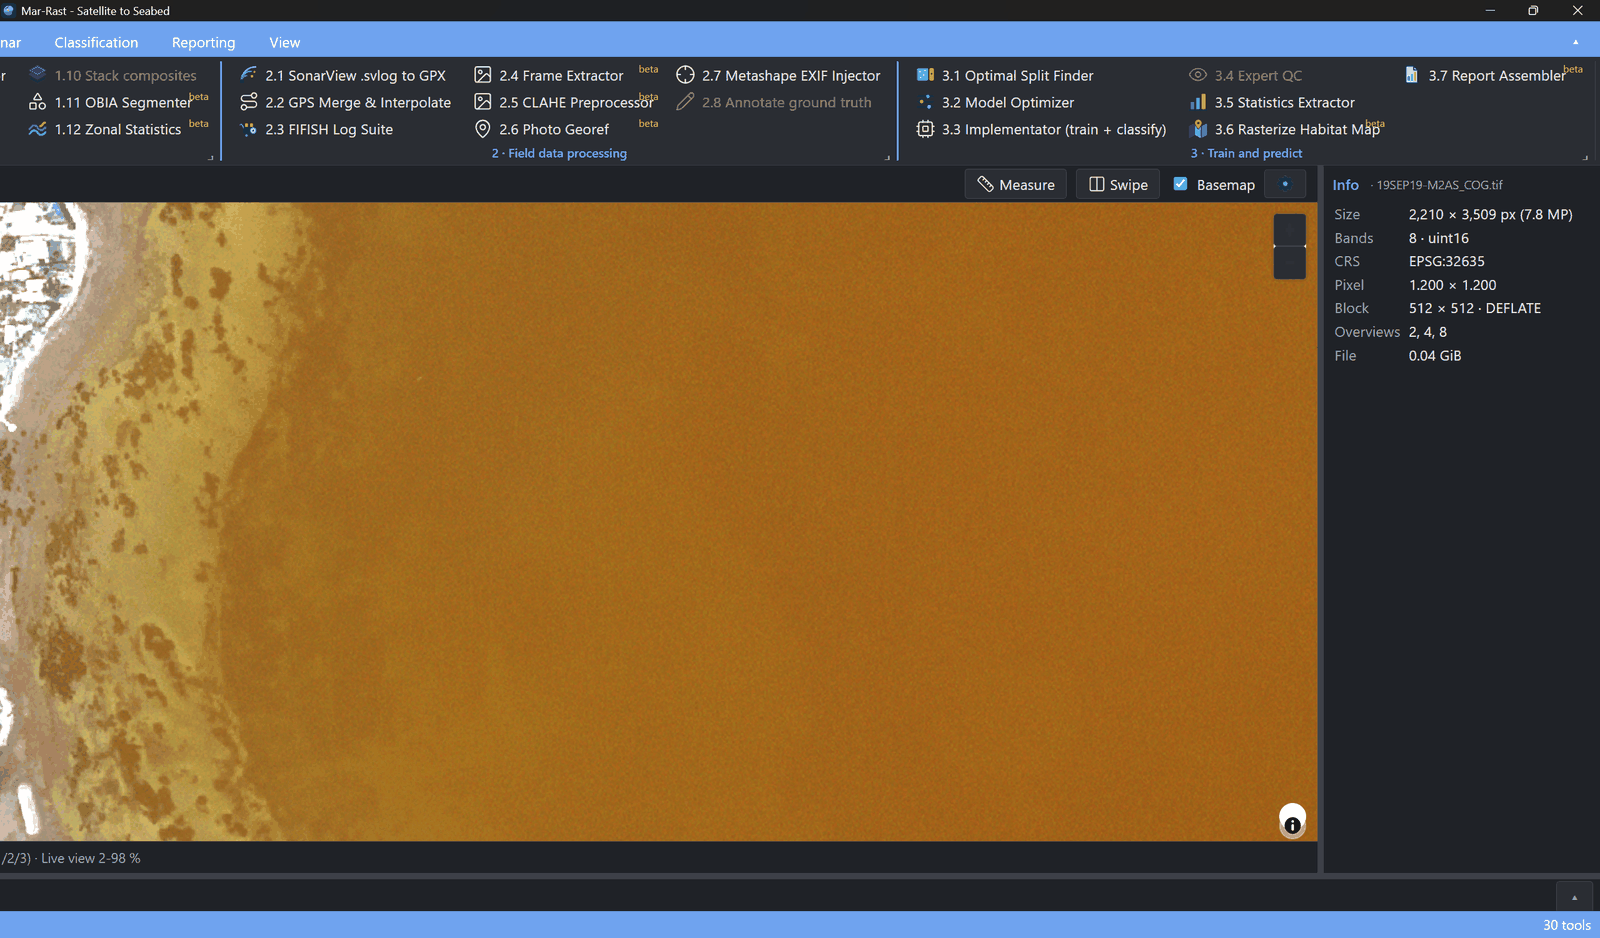 Mar-Rast - Satellite to Seabed
nar Classification Reporting View
r 1.10 Stack composites
1.11 OBIA Segmenter beta
1.12 Zonal Statistics beta
2.1 SonarView .svlog to GPX
2.2 GPS Merge & Interpolate
2.3 FIFISH Log Suite
2.4 Frame Extractor beta
2.5 CLAHE Preprocessor beta
2.6 Photo Georef beta
2.7 Metashape EXIF Injector
2.8 Annotate ground truth
2 · Field data processing
3.1 Optimal Split Finder
3.2 Model Optimizer
3.3 Implementator (train + classify)
3.4 Expert QC
3.5 Statistics Extractor
3.6 Rasterize Habitat Map beta
3.7 Report Assembler beta
3 · Train and predict
Measure Swipe Basemap
Info · 19SEP19-M2AS_COG.tif
Size 2,210 × 3,509 px (7.8 MP)
Bands 8 · uint16
CRS EPSG:32635
Pixel 1.200 × 1.200
Block 512 × 512 · DEFLATE
Overviews 2, 4, 8
File 0.04 GiB
/2/3) · Live view 2-98 %
30 tools